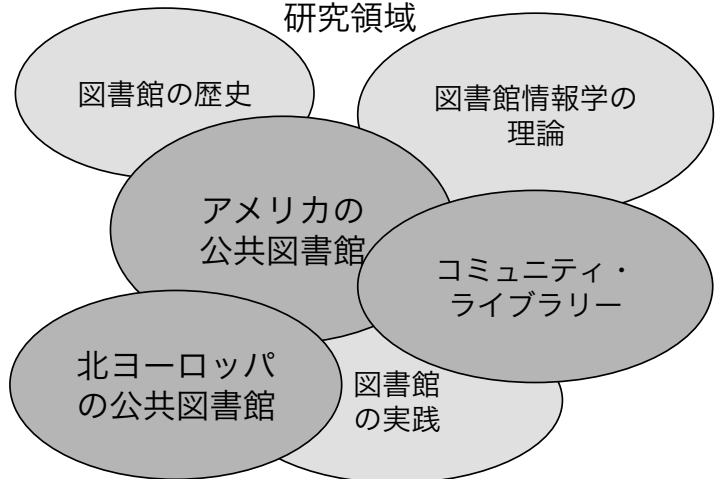 研究領域
図書館の歴史
図書館情報学の
理論
アメリカの
公共図書館
コミュニティ・
ライブラリー
北ヨーロッパ
の公共図書館
図書館
の実践